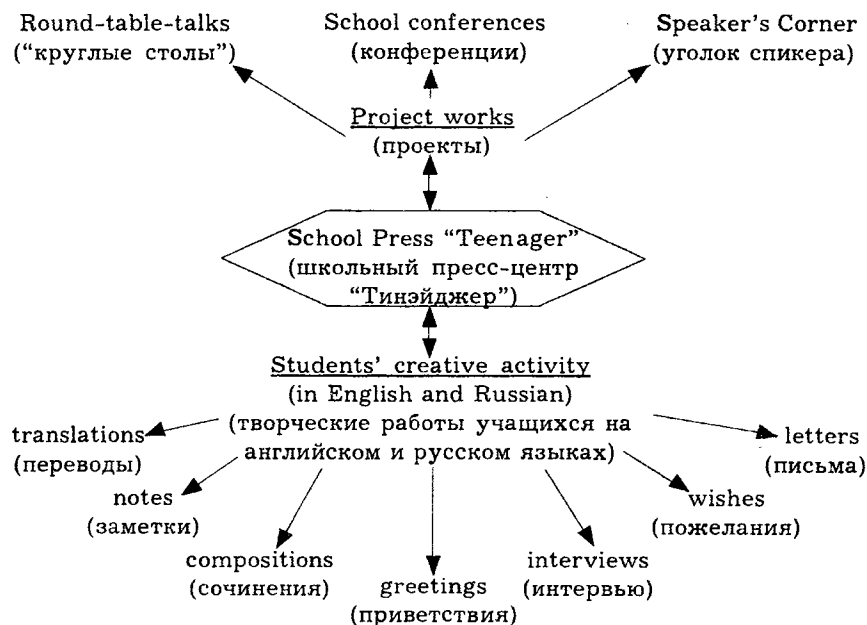 Round-table-talks
(“круглые столы”)
School conferences
(конференции)
Speaker’s Corner
(уголок спикера)
Project works
(проекты)
School Press “Teenager”
(школьный пресс-центр
“Тинэйджер”)
Students’ creative activity
(in English and Russian)
(творческие работы учащихся на
английском и русском языках)
translations
(переводы)
notes
(заметки)
compositions
(сочинения)
greetings
(приветствия)
interviews
(интервью)
wishes
(пожелания)
letters
(письма)